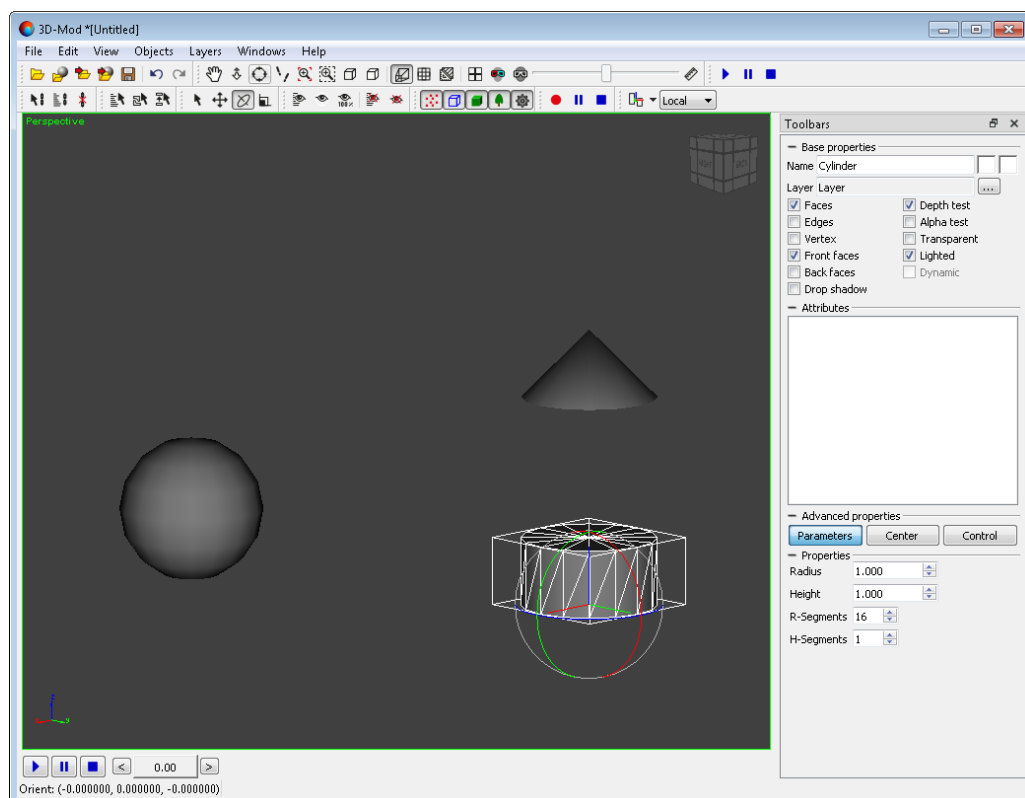 3D-Mod *[Untitled]
File Edit View Objects Layers Windows Help
100%
Local
Perspective
Toolbars
Base properties
Name Cylinder
Layer Layer ...
Faces Depth test
Edges Alpha test
Vertex Transparent
Front faces Lighted
Back faces Dynamic
Drop shadow
Attributes
Advanced properties
Parameters Center Control
Properties
Radius 1.000
Height 1.000
R-Segments 16
H-Segments 1
z
x y
< 0.00 >
Orient: (-0.000000, 0.000000, -0.000000)